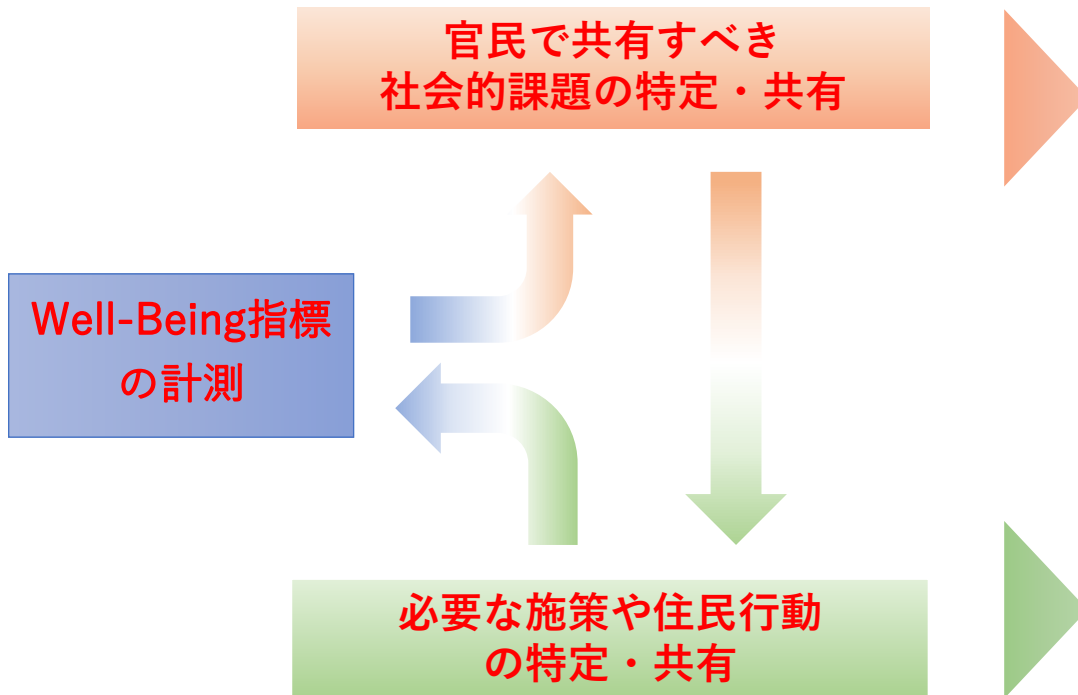 官民で共有すべき
社会的課題の特定・共有
Well-Being指標
の計測
必要な施策や住民行動
の特定・共有